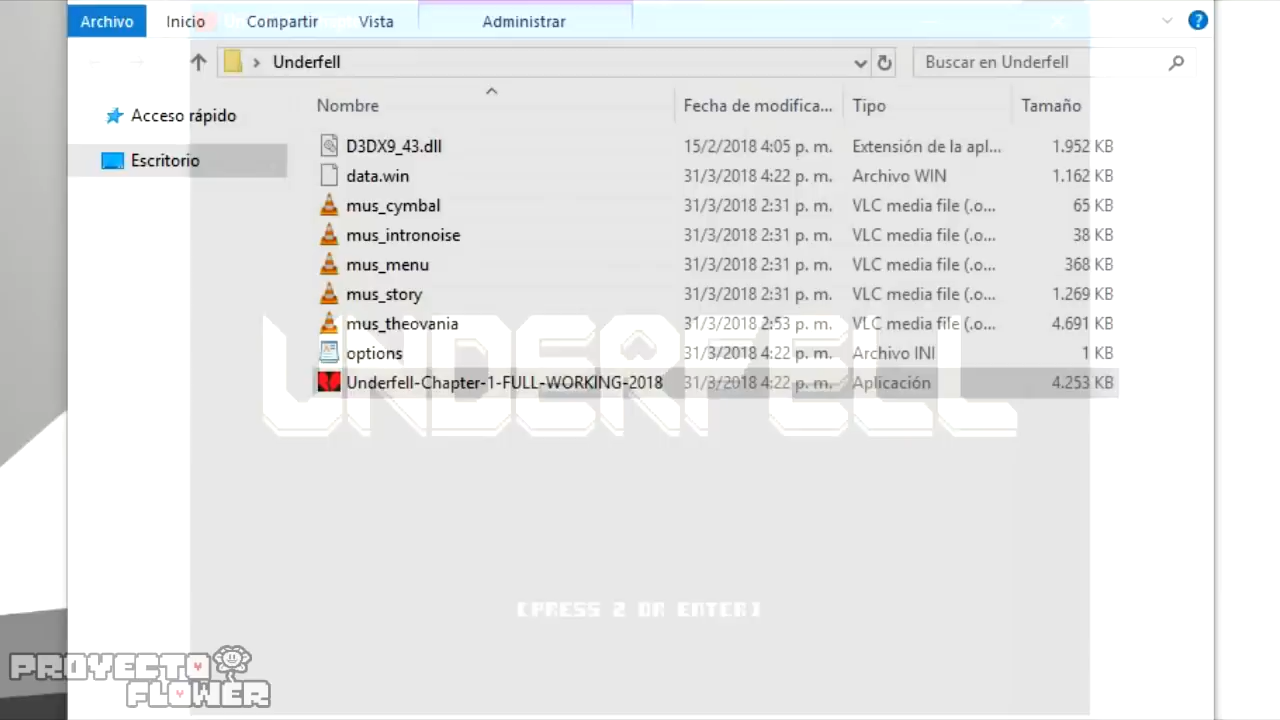 Archivo Inicio Compartir Vista Administrar
Underfell Buscar en Underfell
Acceso rápido
Escritorio
Nombre Fecha de modifica... Tipo Tamaño
D3DX9_43.dll 15/2/2018 4:05 p. m. Extensión de la apl... 1.952 KB
data.win 31/3/2018 4:22 p. m. Archivo WIN 1.162 KB
mus_cymbal 31/3/2018 2:31 p. m. VLC media file (.o... 65 KB
mus_intronoise 31/3/2018 2:31 p. m. VLC media file (.o... 38 KB
mus_menu 31/3/2018 2:31 p. m. VLC media file (.o... 368 KB
mus_story 31/3/2018 2:31 p. m. VLC media file (.o... 1.269 KB
mus_theovania 31/3/2018 2:53 p. m. VLC media file (.o... 4.691 KB
options 31/3/2018 4:22 p. m. Archivo INI 1 KB
Underfell-Chapter-1-FULL-WORKING-2018 31/3/2018 4:22 p. m. Aplicación 4.253 KB
UNDERFELL
[PRESS Z OR ENTER]
PROYECTO
FLOWER